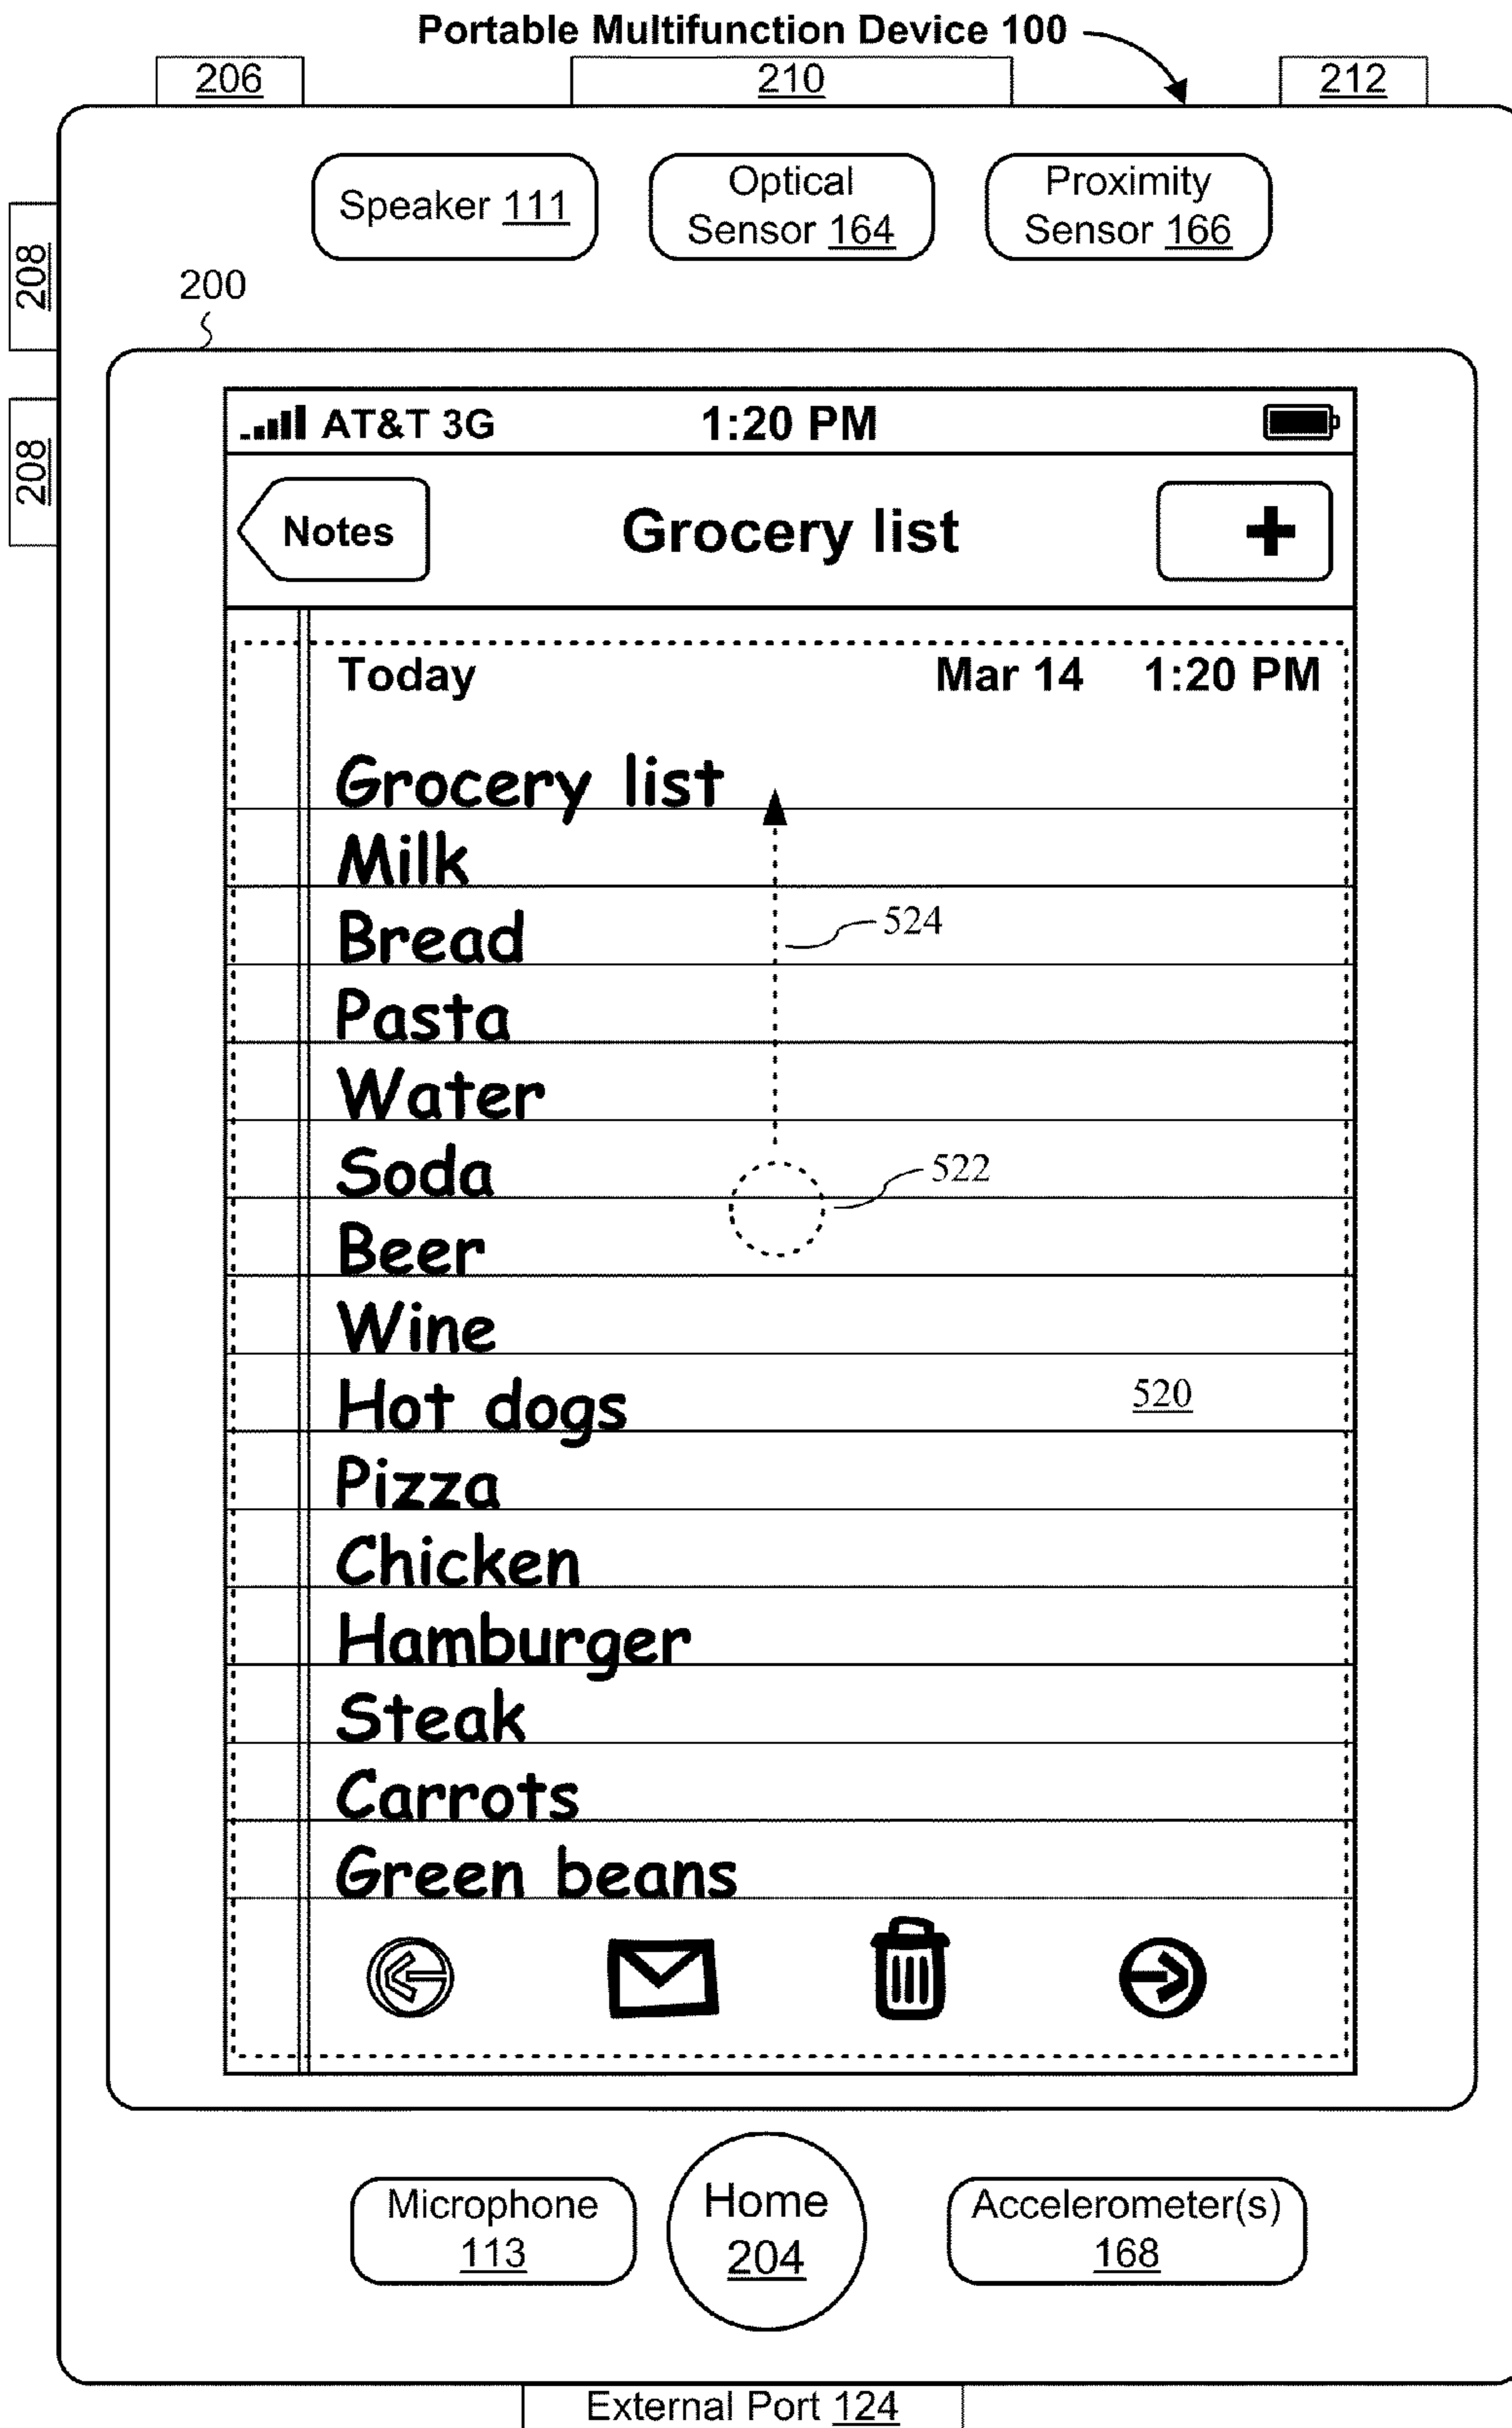 Portable Multifunction Device 100
206 210 212
Speaker 111
Optical Sensor 164
Proximity Sensor 166
208
200
208
AT&T 3G 1:20 PM
Notes Grocery list +
Today Mar 14 1:20 PM
Grocery list
Milk
Bread
524
Pasta
Water
Soda
522
Beer
Wine
Hot dogs
520
Pizza
Chicken
Hamburger
Steak
Carrots
Green beans
Microphone 113
Home 204
Accelerometer(s) 168
External Port 124